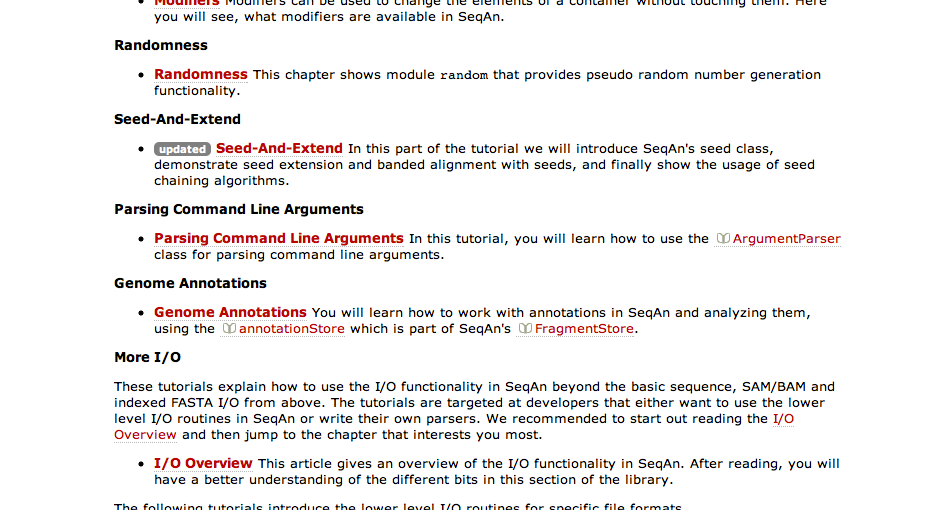 Modifiers Modifiers can be used to change the elements of a container without touching them. Here
you will see, what modifiers are available in SeqAn.
Randomness
• Randomness This chapter shows module random that provides pseudo random number generation
functionality.
Seed-And-Extend
• updated Seed-And-Extend In this part of the tutorial we will introduce SeqAn's seed class,
demonstrate seed extension and banded alignment with seeds, and finally show the usage of seed
chaining algorithms.
Parsing Command Line Arguments
• Parsing Command Line Arguments In this tutorial, you will learn how to use the ArgumentParser
class for parsing command line arguments.
Genome Annotations
• Genome Annotations You will learn how to work with annotations in SeqAn and analyzing them,
using the annotationStore which is part of SeqAn's FragmentStore.
More I/O
These tutorials explain how to use the I/O functionality in SeqAn beyond the basic sequence, SAM/BAM and
indexed FASTA I/O from above. The tutorials are targeted at developers that either want to use the lower
level I/O routines in SeqAn or write their own parsers. We recommended to start out reading the I/O
Overview and then jump to the chapter that interests you most.
• I/O Overview This article gives an overview of the I/O functionality in SeqAn. After reading, you will
have a better understanding of the different bits in this section of the library.
The following tutorials introduce the lower level I/O routines for specific file formats.